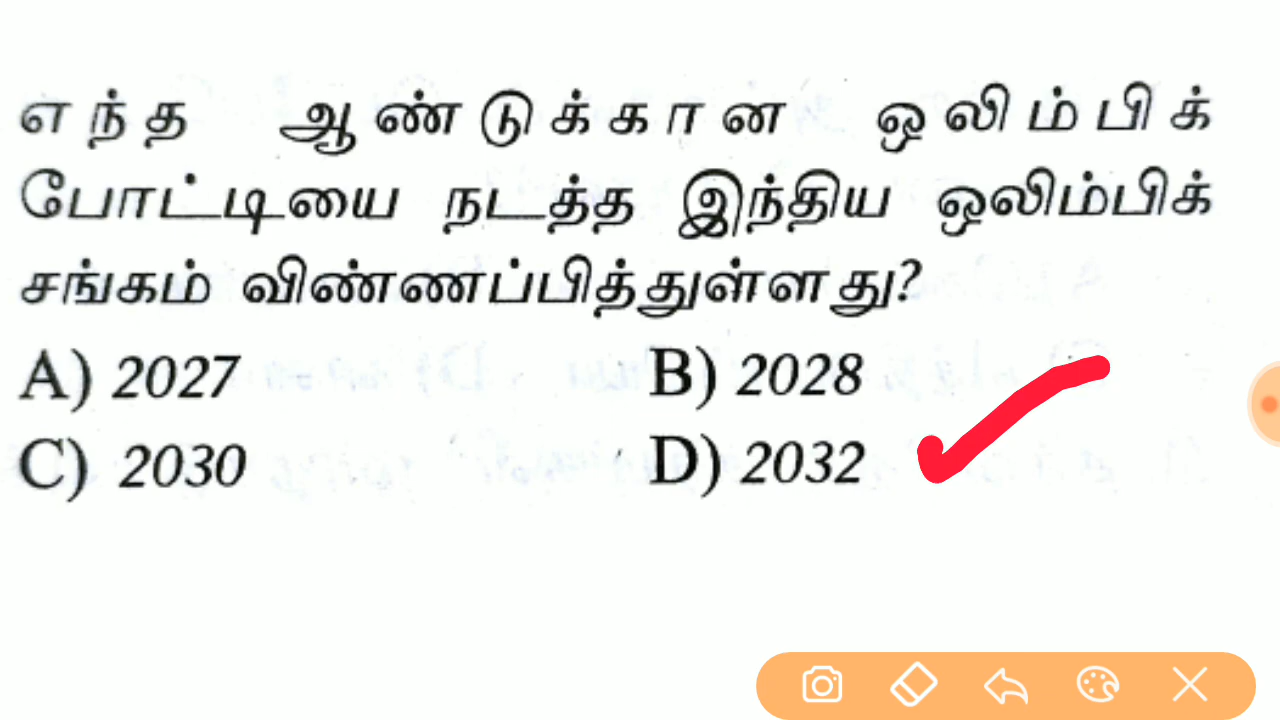 எந்த ஆண்டுக்கான ஒலிம்பிக்
போட்டியை நடத்த இந்திய ஒலிம்பிக்
சங்கம் விண்ணப்பித்துள்ளது?
A) 2027 B) 2028
C) 2030 D) 2032